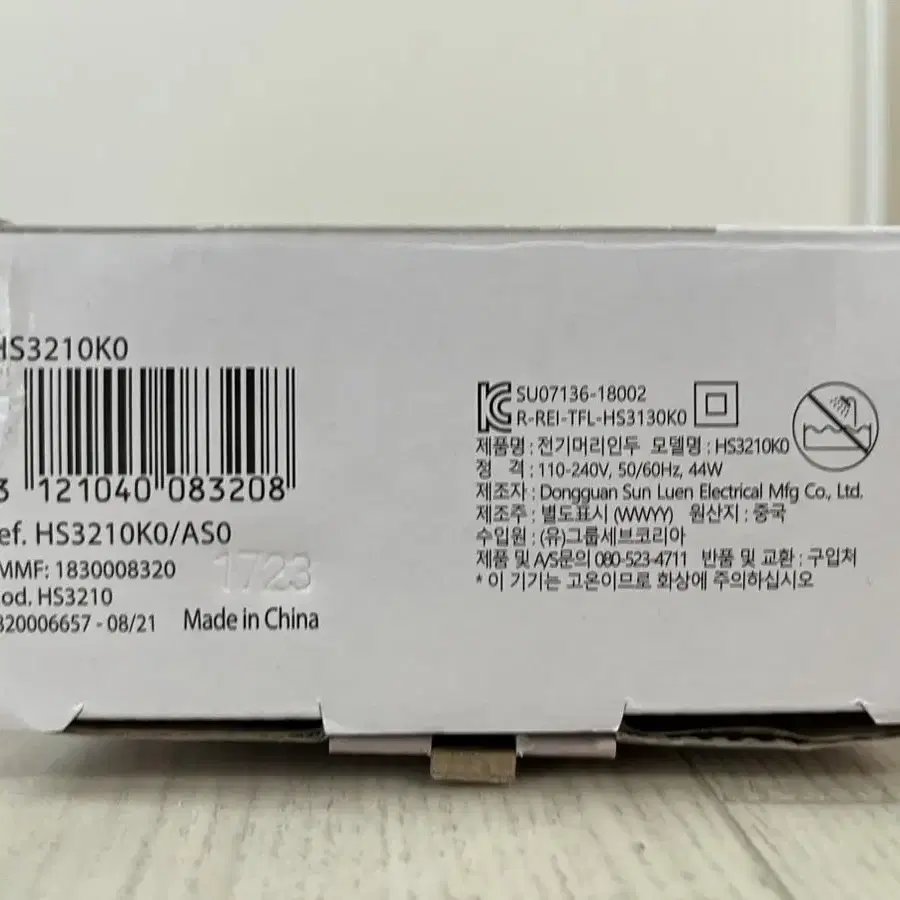 HS3210K0
3 121040 083208
ef. HS3210K0/AS0
MMF: 1830008320
1723
od. HS3210
320006657 - 08/21 Made in China
SU07136-18002
R-REI-TFL-HS3130K0
제품명 : 전기머리인두 모델명 : HS3210K0
정 격 : 110-240V, 50/60Hz, 44W
제조자 : Dongguan Sun Luen Electrical Mfg Co., Ltd.
제조주 : 별도표시 (WWYY) 원산지 : 중국
수입원 : (유)그룹세브코리아
제품 및 A/S문의 080-523-4711 반품 및 교환 : 구입처
* 이 기기는 고온이므로 화상에 주의하십시오